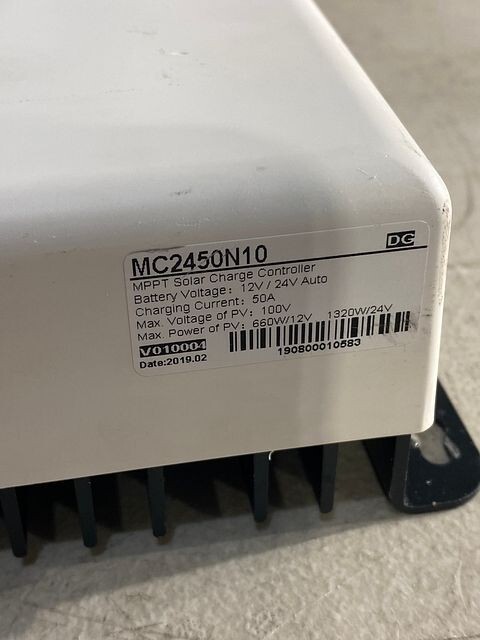 DG
MC2450N10
MPPT Solar Charge Controller
Battery Voltage: 12V / 24V Auto
Charging Current: 50A
Max. Voltage of PV: 100V
Max. Power of PV: 660W/12V 1320W/24V
V010004
Date:2019.02
190800010583